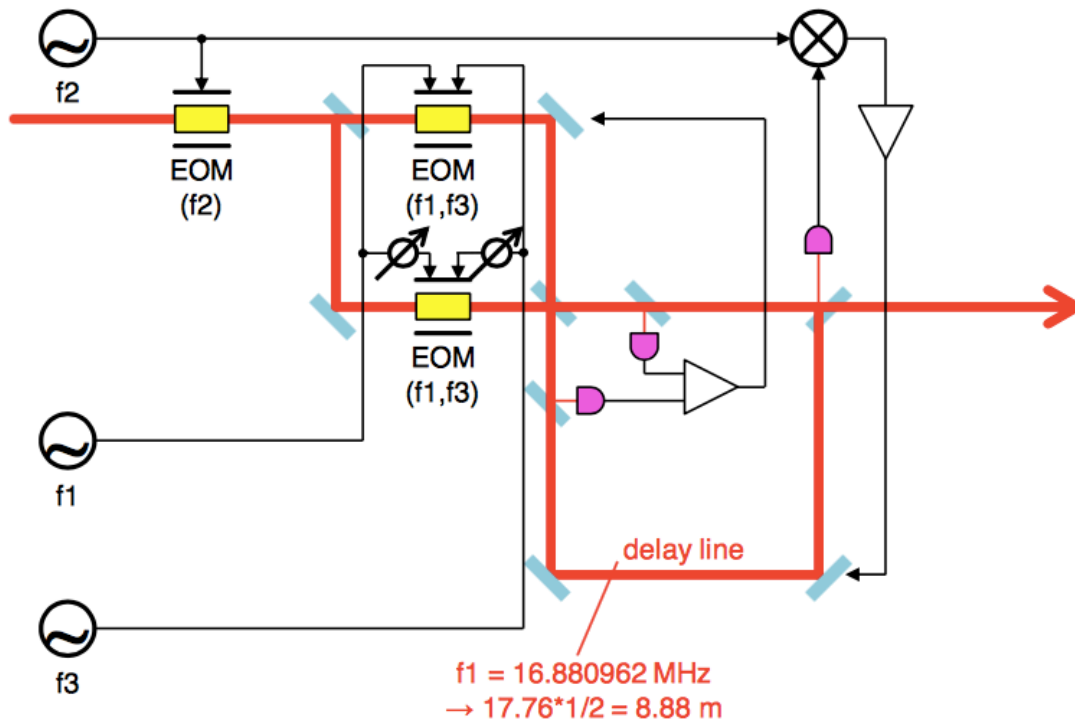 f2
EOM
(f2)
EOM
(f1,f3)
EOM
(f1,f3)
f1
delay line
f3
f1 = 16.880962 MHz
→ 17.76*1/2 = 8.88 m